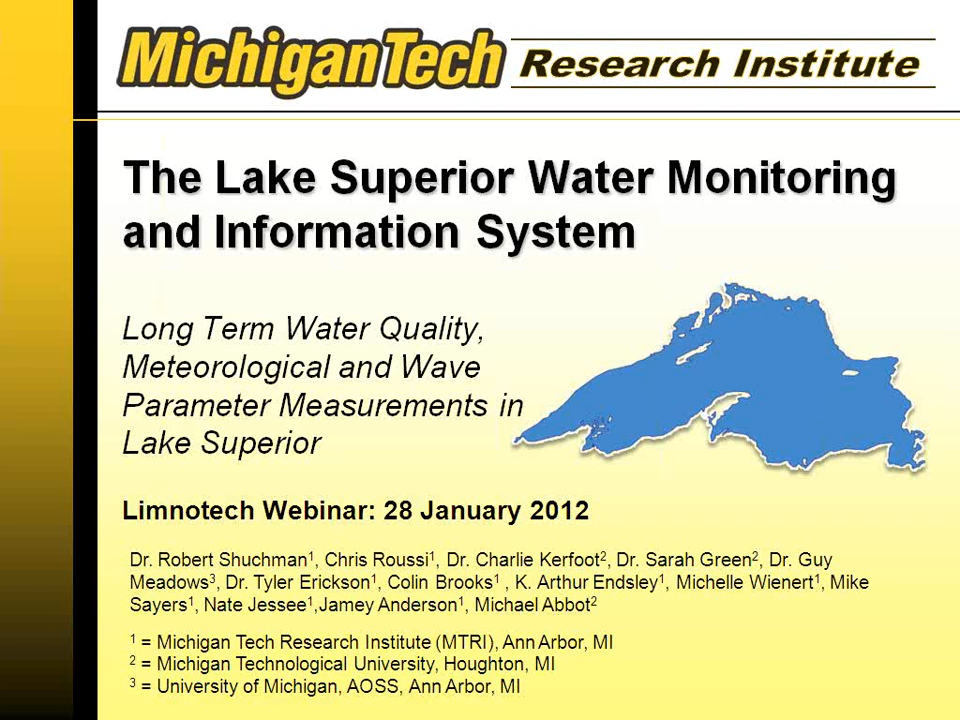 MichiganTech Research Institute
The Lake Superior Water Monitoring
and Information System
Long Term Water Quality,
Meteorological and Wave
Parameter Measurements in
Lake Superior
Limnotech Webinar: 28 January 2012
Dr. Robert Shuchman¹, Chris Roussi¹, Dr. Charlie Kerfoot², Dr. Sarah Green², Dr. Guy
Meadows³, Dr. Tyler Erickson¹, Colin Brooks¹ , K. Arthur Endsley¹, Michelle Wienert¹, Mike
Sayers¹, Nate Jessee¹,Jamey Anderson¹, Michael Abbot²
¹ = Michigan Tech Research Institute (MTRI), Ann Arbor, MI
² = Michigan Technological University, Houghton, MI
³ = University of Michigan, AOSS, Ann Arbor, MI